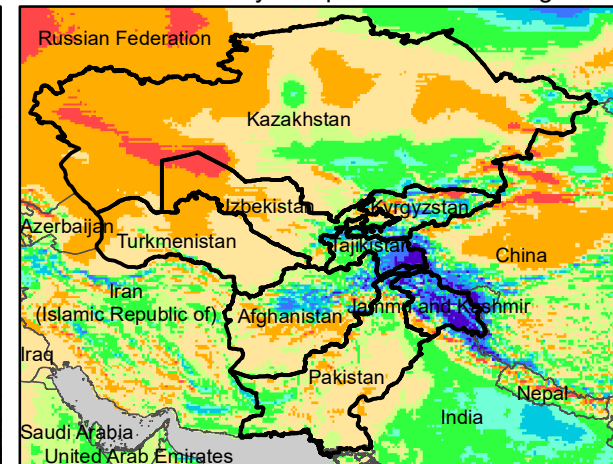 Russian Federation
Kazakhstan
Uzbekistan
Kyrgyzstan
Azerbaijan
Turkmenistan
Tajikistan
China
Iran
(Islamic Republic of)
Afghanistan
Jammu and Kashmir
Iraq
Pakistan
Nepal
India
Saudi Arabia
United Arab Emirates